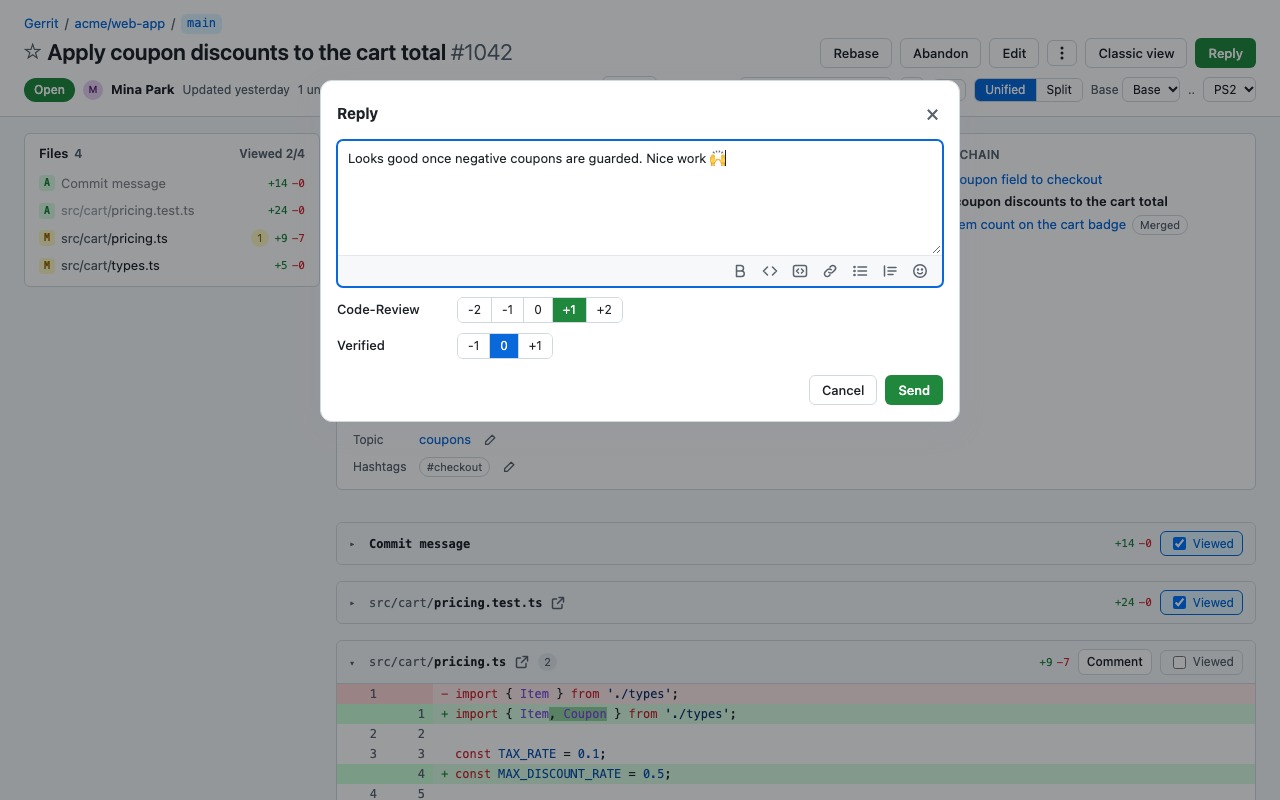 Gerrit / acme/web-app / main
☆ Apply coupon discounts to the cart total #1042
Rebase Abandon Edit Classic view Reply
Open M Mina Park Updated yesterday 1 un
Unified Split Base Base .. PS2
Files 4 Viewed 2/4
A Commit message +14 −0
A src/cart/pricing.test.ts +24 −0
M src/cart/pricing.ts 1 +9 −7
M src/cart/types.ts +5 −0
Reply
Looks good once negative coupons are guarded. Nice work 🙌
Code-Review -2 -1 0 +1 +2
Verified -1 0 +1
Cancel Send
CHAIN
oupon field to checkout
coupon discounts to the cart total
em count on the cart badge Merged
Topic coupons
Hashtags #checkout
Commit message +14 −0 Viewed
src/cart/pricing.test.ts +24 −0 Viewed
src/cart/pricing.ts 2 +9 −7 Comment Viewed
1 − import { Item } from './types';
1 + import { Item, Coupon } from './types';
2 2
3 3 const TAX_RATE = 0.1;
4 + const MAX_DISCOUNT_RATE = 0.5;
4 5